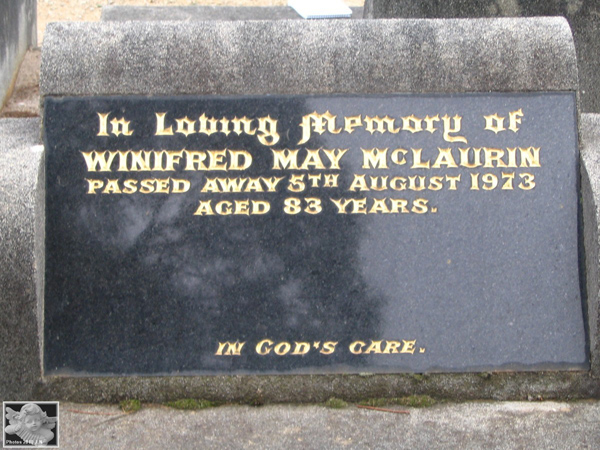 In Loving Memory of
WINIFRED MAY McLAURIN
PASSED AWAY 5TH AUGUST 1973
AGED 83 YEARS.
IN GOD'S CARE.